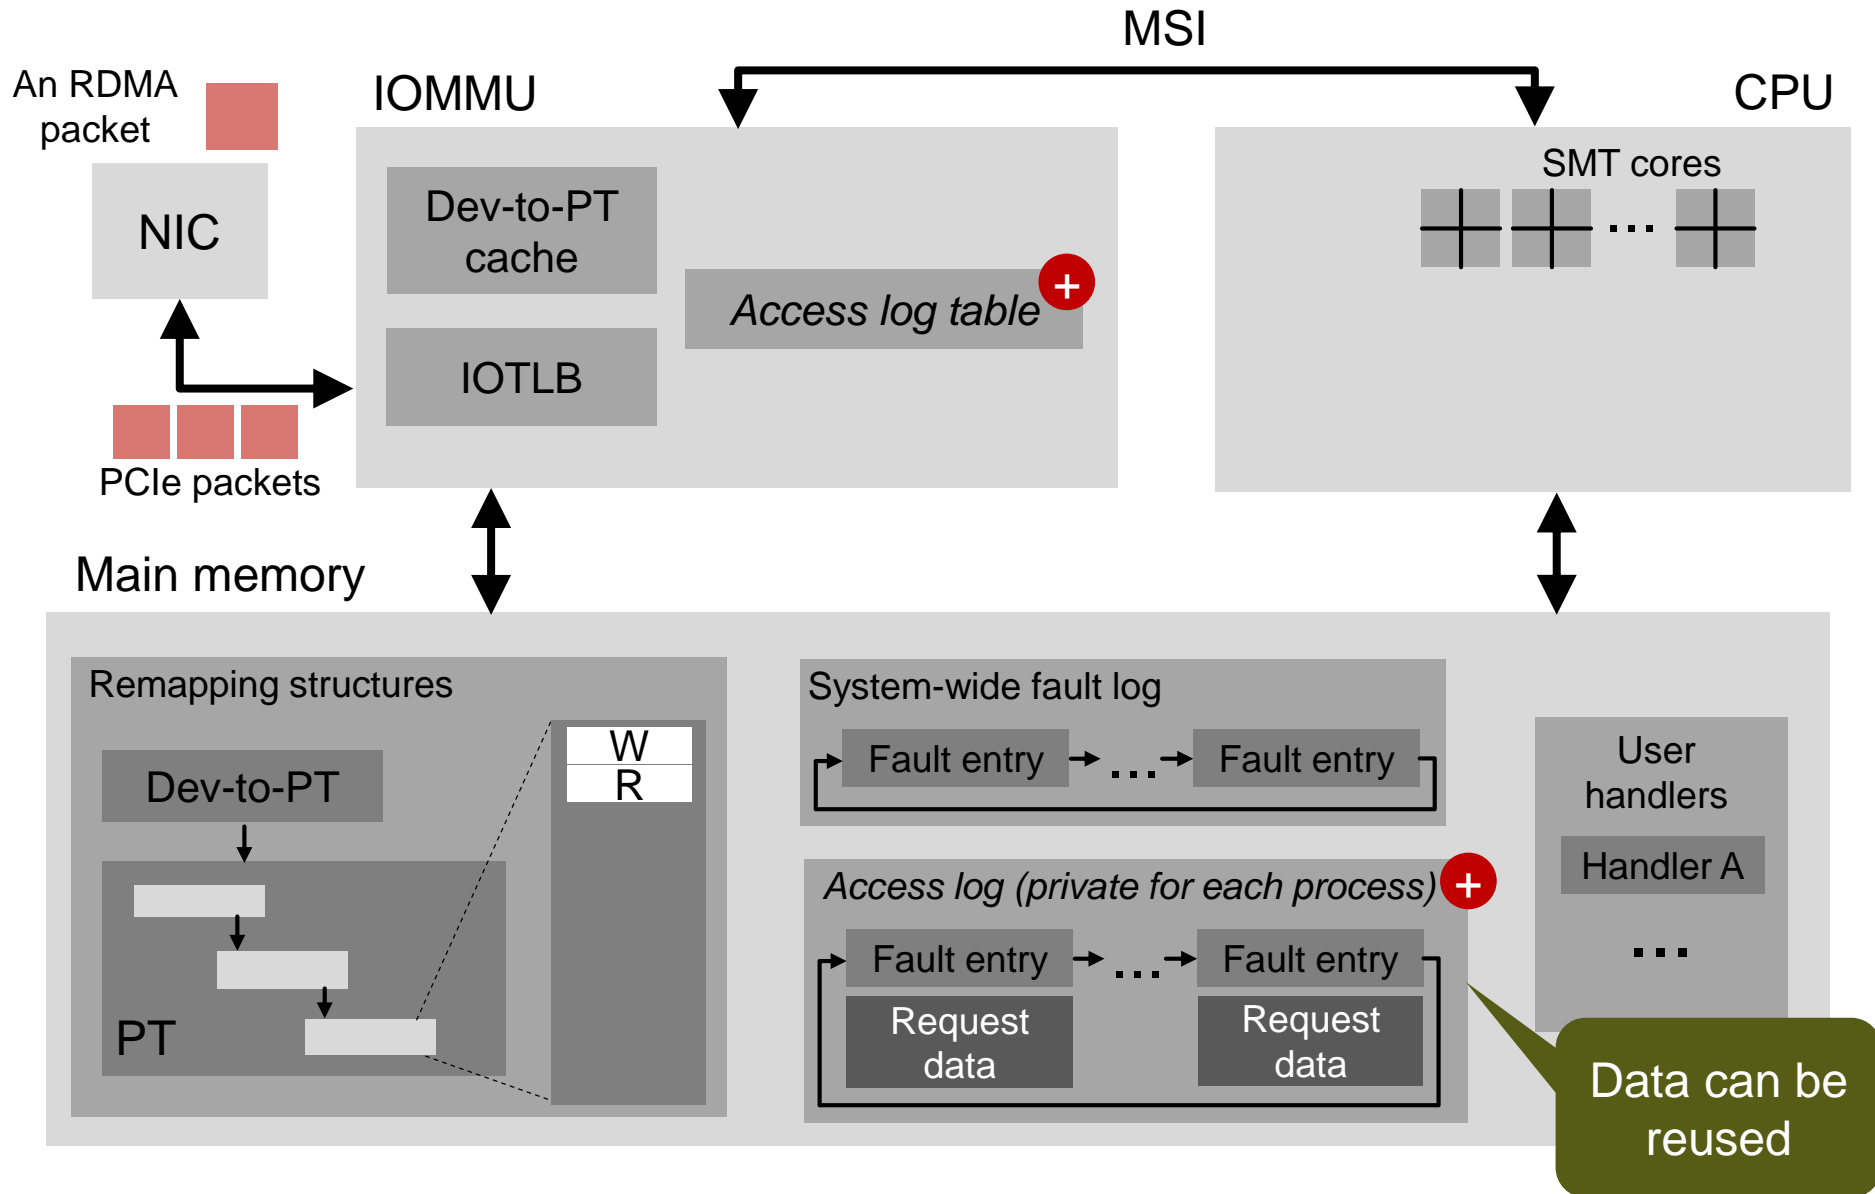 MSI
An RDMA
packet
IOMMU
CPU
NIC
Dev-to-PT
cache
Access log table
+
IOTLB
SMT cores
...
PCIe packets
Main memory
Remapping structures
Dev-to-PT
PT
W
R
System-wide fault log
Fault entry
...
Fault entry
Access log (private for each process)
+
Fault entry
...
Fault entry
Request
data
Request
data
User
handlers
Handler A
...
Data can be
reused